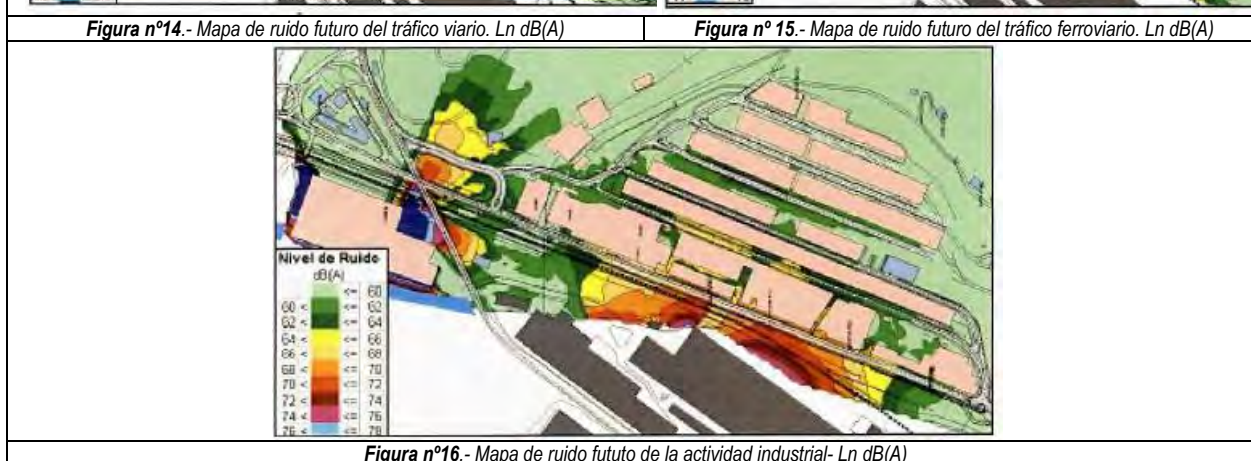 Figura nº14.- Mapa de ruido futuro del tráfico viario. Ln dB(A)
Figura nº 15.- Mapa de ruido futuro del tráfico ferroviario. Ln dB(A)
Nivel de Ruido
dB(A)
<= 60
60 < <= 62
62 < <= 64
64 < <= 66
66 < <= 68
68 < <= 70
70 < <= 72
72 < <= 74
74 < <= 76
76 < <= 78
Figura nº16.- Mapa de ruido fututo de la actividad industrial- Ln dB(A)